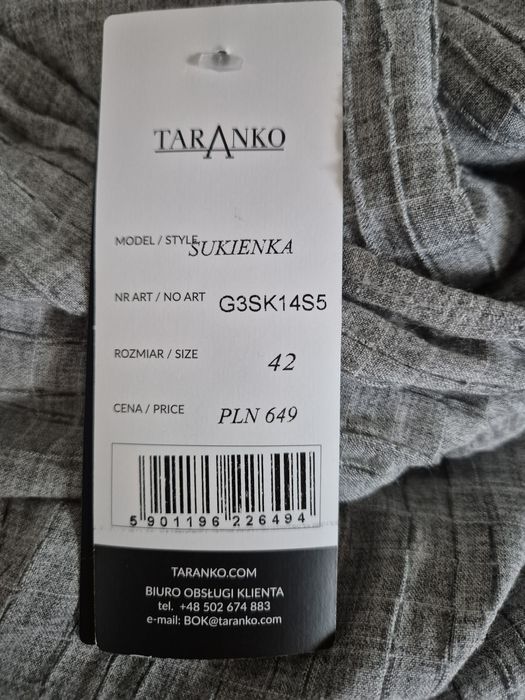 TARANKO
MODEL / STYLE SUKIENKA
NR ART / NO ART G3SK14S5
ROZMIAR / SIZE 42
CENA / PRICE PLN 649
5 901196 226494
TARANKO.COM
BIURO OBSŁUGI KLIENTA
tel. +48 502 674 883
e-mail: BOK@taranko.com